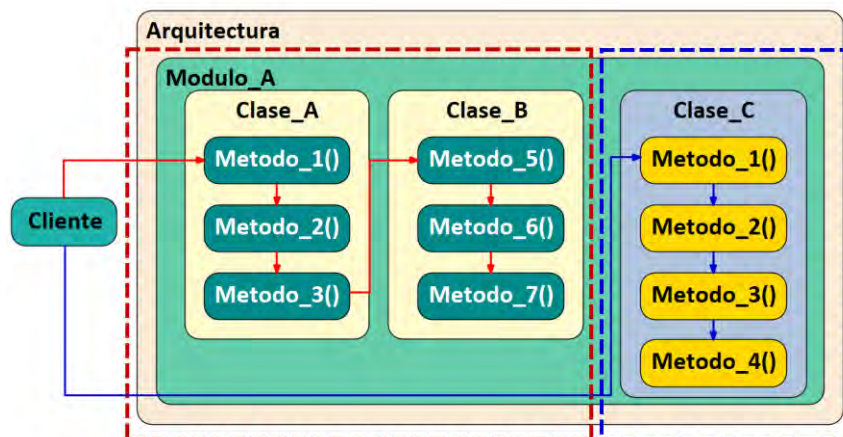 Arquitectura
Modulo_A
Clase_A
Clase_B
Clase_C
Metodo_1()
Metodo_5()
Metodo_1()
Cliente
Metodo_2()
Metodo_6()
Metodo_2()
Metodo_3()
Metodo_7()
Metodo_3()
Metodo_4()